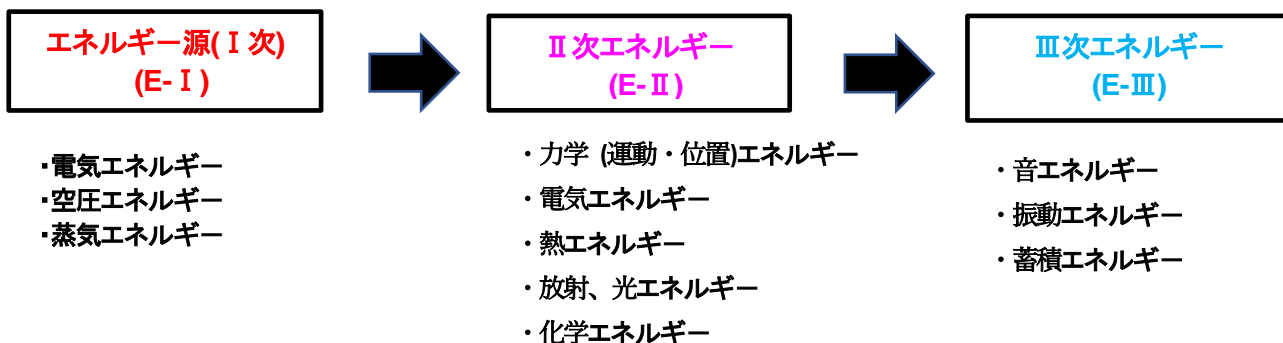 エネルギー源(Ⅰ次)
(E-Ⅰ)
・電気エネルギー
・空圧エネルギー
・蒸気エネルギー
Ⅱ次エネルギー
(E-Ⅱ)
・力学 (運動・位置)エネルギー
・電気エネルギー
・熱エネルギー
・放射、光エネルギー
・化学エネルギー
Ⅲ次エネルギー
(E-Ⅲ)
・音エネルギー
・振動エネルギー
・蓄積エネルギー